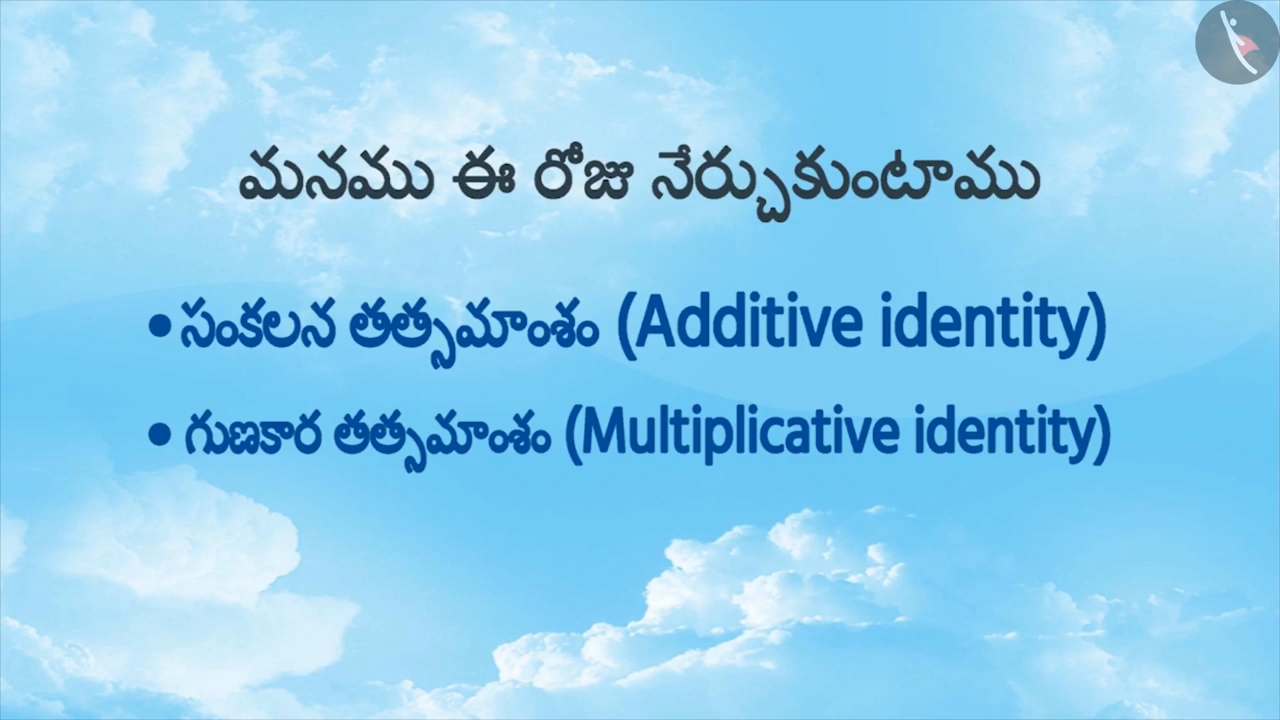 మనము ఈ రోజు నేర్చుకుంటాము
• సంకలన తత్సమాంశం (Additive identity)
• గుణకార తత్సమాంశం (Multiplicative identity)